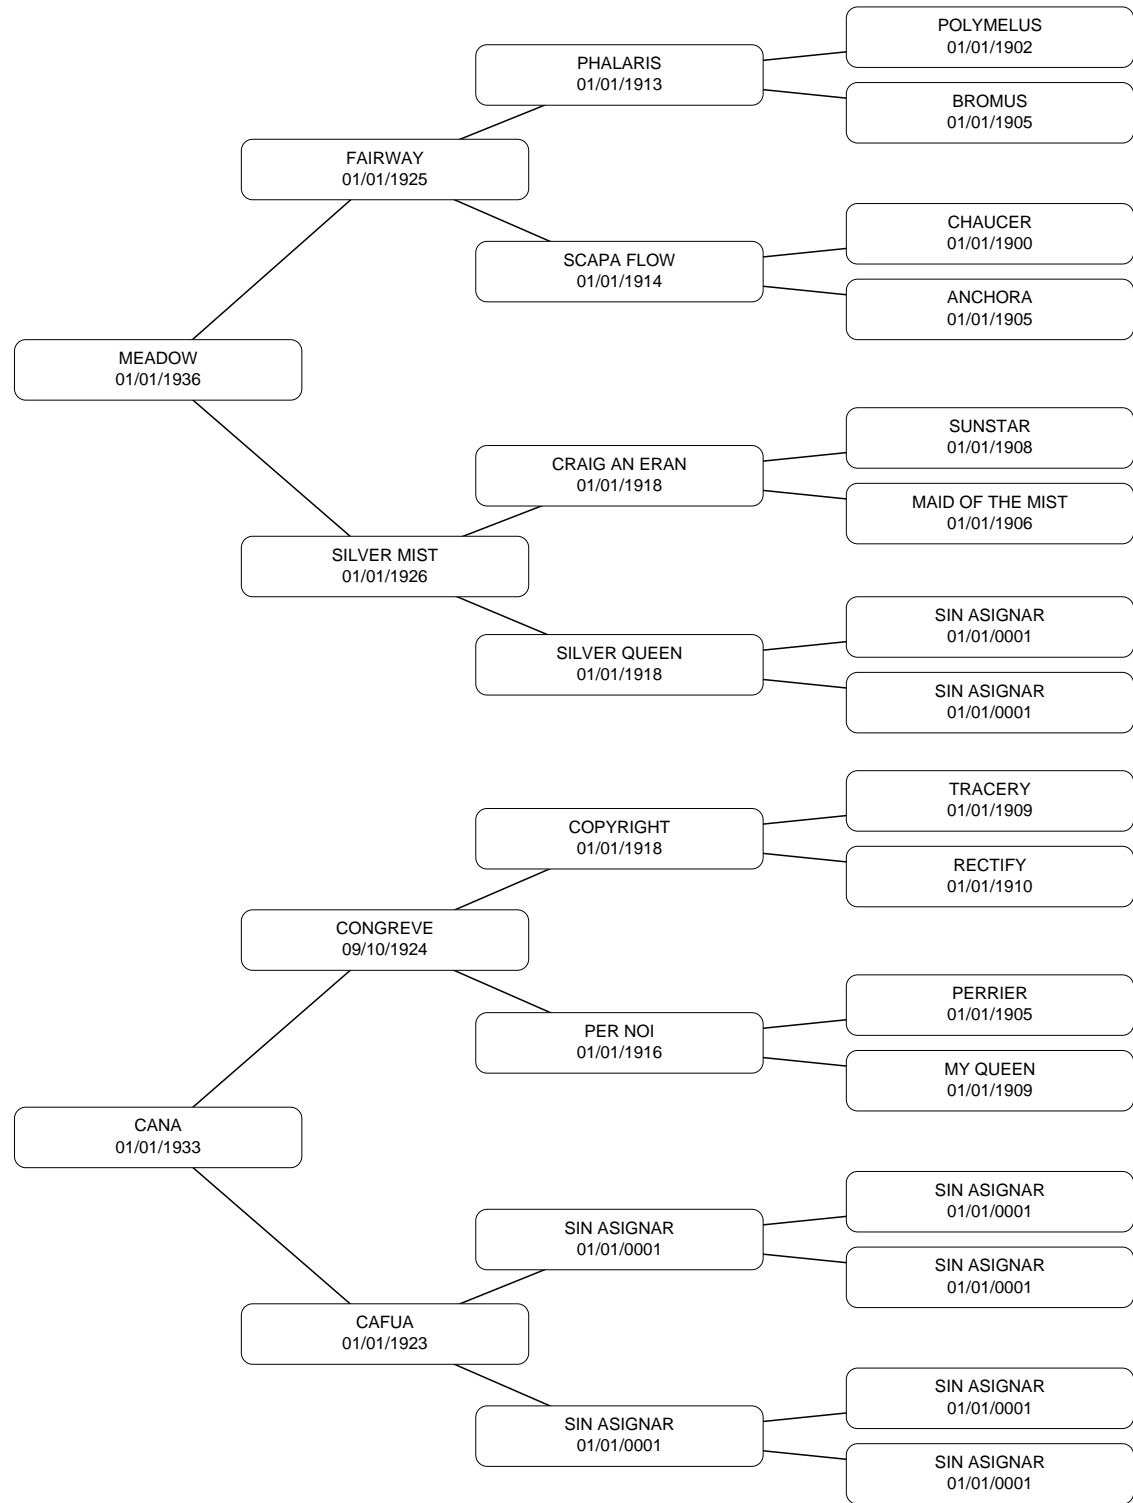 POLYMELUS
01/01/1902
PHALARIS
01/01/1913
BROMUS
01/01/1905
FAIRWAY
01/01/1925
CHAUCER
01/01/1900
SCAPA FLOW
01/01/1914
ANCHORA
01/01/1905
MEADOW
01/01/1936
SUNSTAR
01/01/1908
CRAIG AN ERAN
01/01/1918
MAID OF THE MIST
01/01/1906
SILVER MIST
01/01/1926
SIN ASIGNAR
01/01/0001
SILVER QUEEN
01/01/1918
SIN ASIGNAR
01/01/0001
TRACERY
01/01/1909
COPYRIGHT
01/01/1918
RECTIFY
01/01/1910
CONGREVE
09/10/1924
PERRIER
01/01/1905
PER NOI
01/01/1916
MY QUEEN
01/01/1909
CANA
01/01/1933
SIN ASIGNAR
01/01/0001
SIN ASIGNAR
01/01/0001
SIN ASIGNAR
01/01/0001
CAFUA
01/01/1923
SIN ASIGNAR
01/01/0001
SIN ASIGNAR
01/01/0001
SIN ASIGNAR
01/01/0001